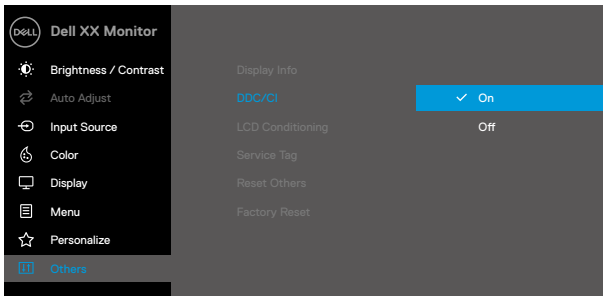 DELL
Dell XX Monitor
Brightness / Contrast
Auto Adjust
Input Source
Color
Display
Menu
Personalize
Others
Display Info
DDC/CI
LCD Conditioning
Service Tag
Reset Others
Factory Reset
On
Off